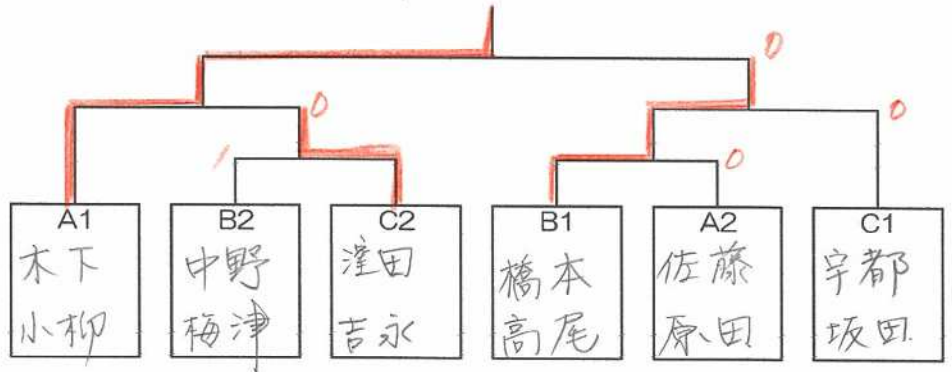 0
0
0
1
0
A1
B2
C2
B1
A2
C1
木下
中野
窪田
橋本
佐藤
宇都
小柳
梅津
吉永
高尾
原田
坂田